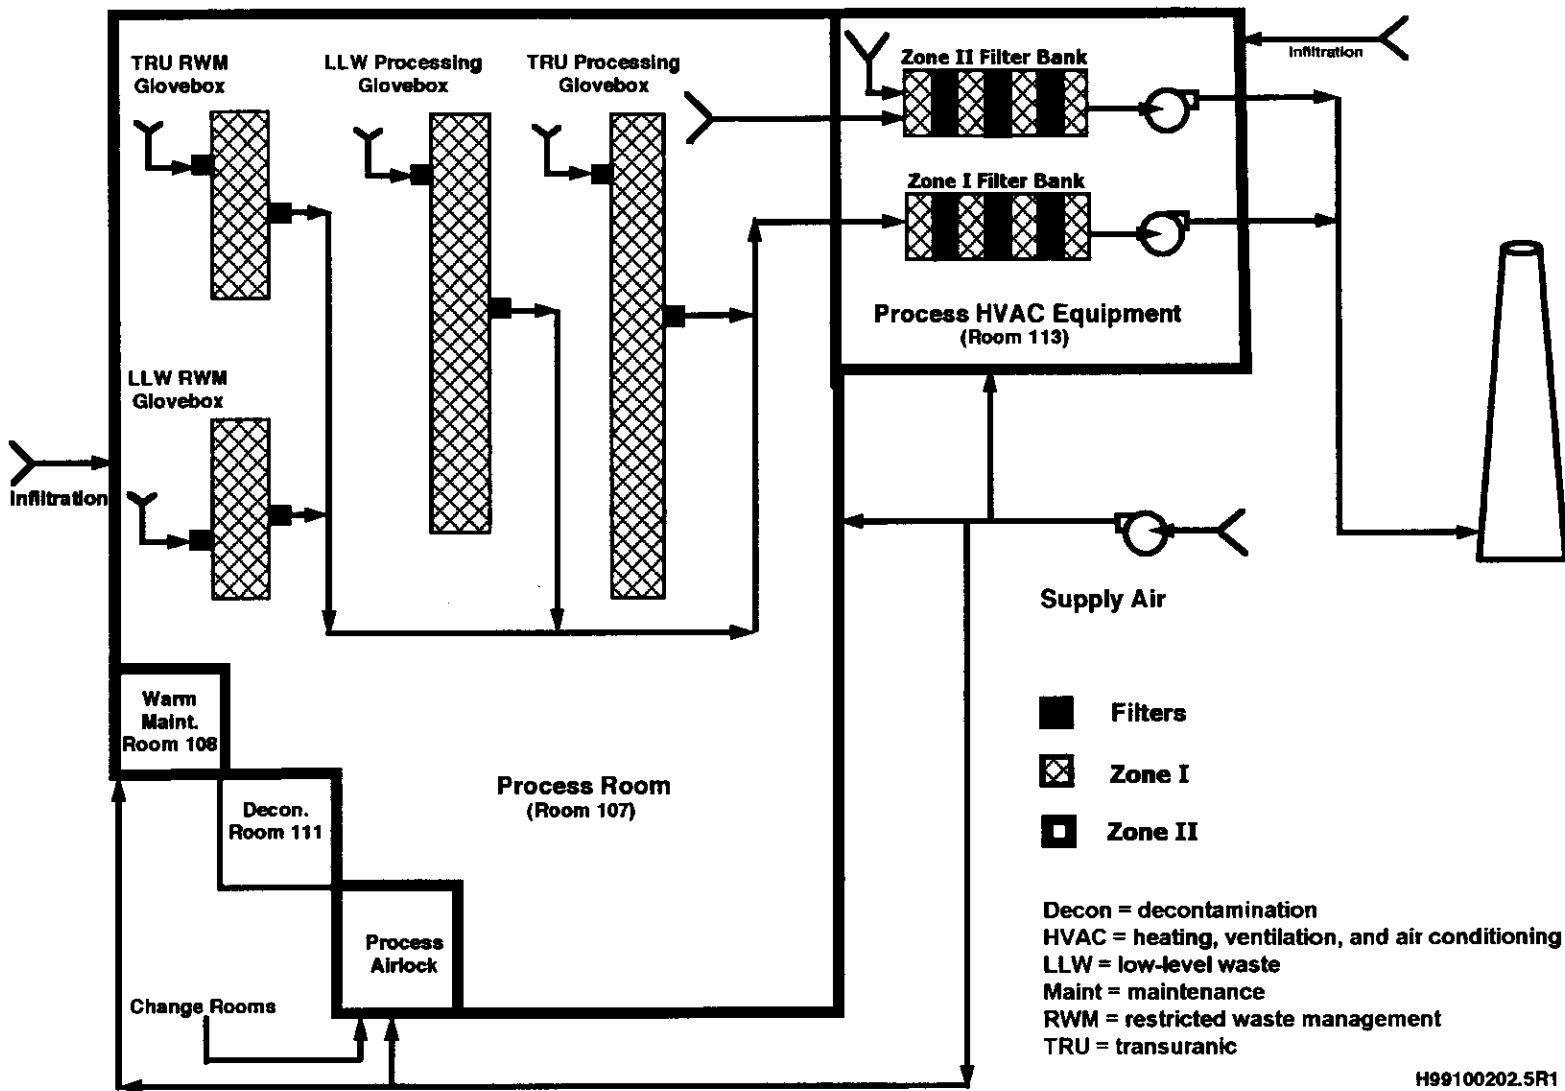 TRU RWM
Glovebox
LLW Processing
Glovebox
TRU Processing
Glovebox
Zone II Filter Bank
Infiltration
Zone I Filter Bank
Process HVAC Equipment
(Room 113)
LLW RWM
Glovebox
Infiltration
Supply Air
Warm
Maint.
Room 108
Filters
Zone I
Zone II
Process Room
(Room 107)
Decon.
Room 111
Process
Airlock
Change Rooms
Decon = decontamination
HVAC = heating, ventilation, and air conditioning
LLW = low-level waste
Maint = maintenance
RWM = restricted waste management
TRU = transuranic
H99100202.5R1